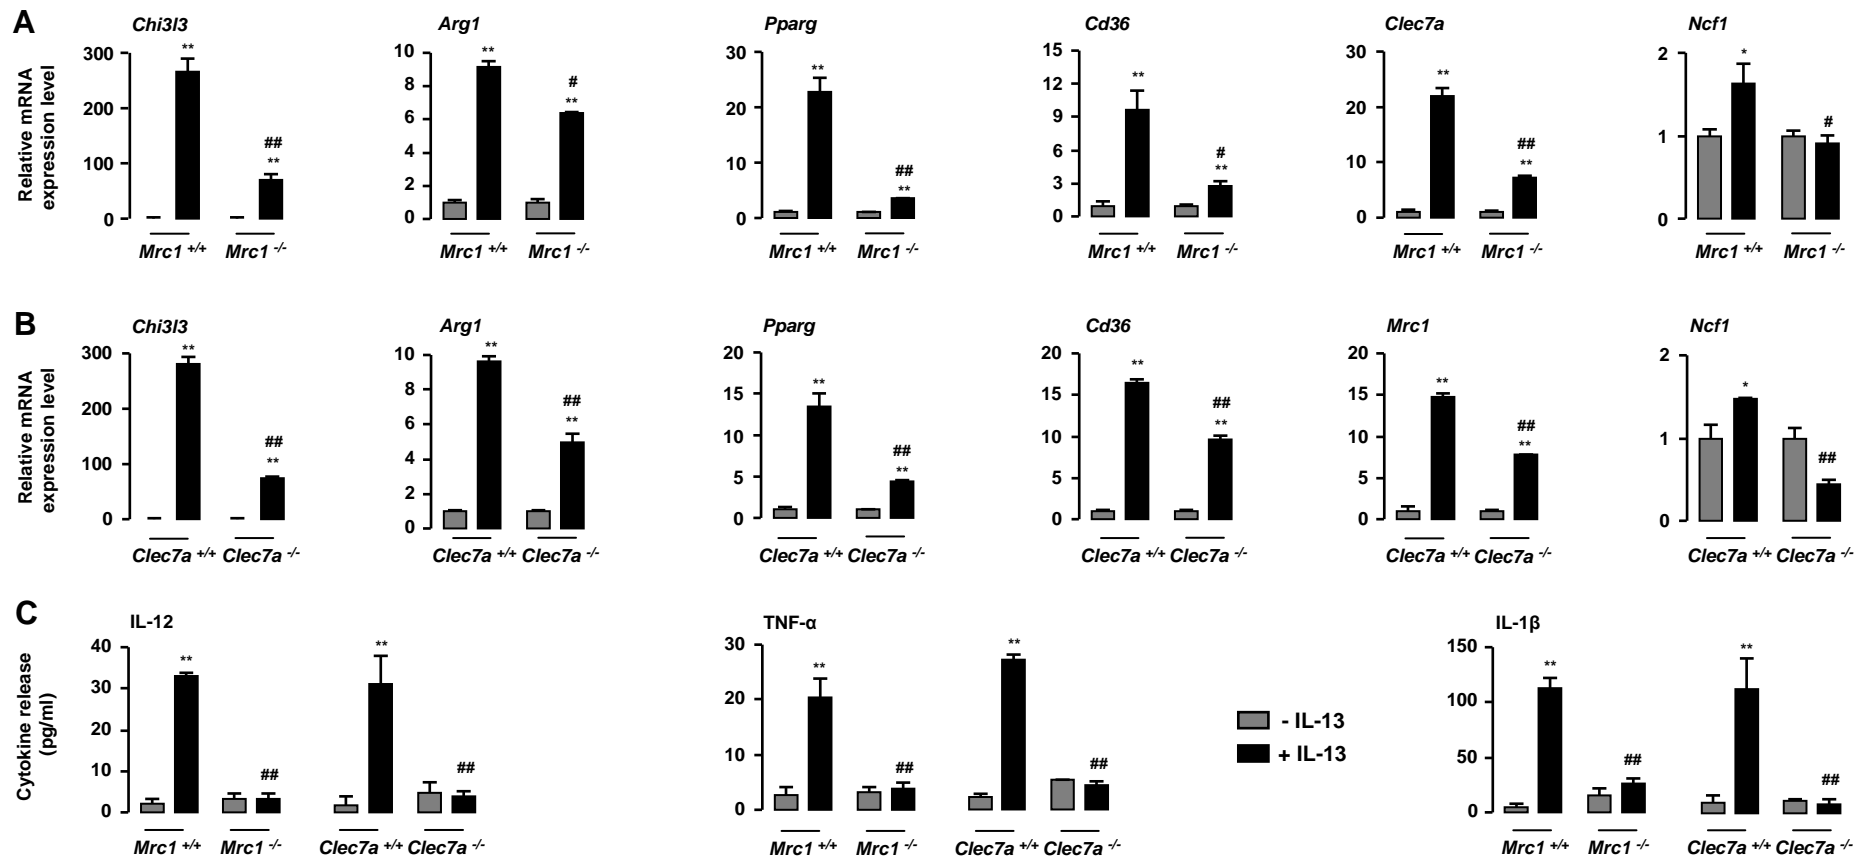 A
Chi3l3 Arg1 Pparg Cd36 Clec7a Ncf1
Relative mRNA
expression level
300 200 100 0 ** ## **
10 8 6 4 2 0 ** # **
30 20 10 0 ** ## **
15 12 9 6 3 0 ** # **
30 20 10 0 ** ## **
2 1 0 * #
Mrc1 +/+ Mrc1 -/- Mrc1 +/+ Mrc1 -/- Mrc1 +/+ Mrc1 -/- Mrc1 +/+ Mrc1 -/- Mrc1 +/+ Mrc1 -/- Mrc1 +/+ Mrc1 -/-
B
Chi3l3 Arg1 Pparg Cd36 Mrc1 Ncf1
Relative mRNA
expression level
300 200 100 0 ** ## **
10 8 6 4 2 0 ** ## **
20 15 10 5 0 ** ## **
20 15 10 5 0 ** ## **
20 15 10 5 0 ** ## **
2 1 0 * ##
Clec7a +/+ Clec7a -/- Clec7a +/+ Clec7a -/- Clec7a +/+ Clec7a -/- Clec7a +/+ Clec7a -/- Clec7a +/+ Clec7a -/- Clec7a +/+ Clec7a -/-
C
IL-12 TNF-α IL-1β
Cytokine release
(pg/ml)
40 30 20 10 0 ** ## ** ##
30 20 10 0 ** ## ** ##
- IL-13
+ IL-13
150 100 50 0 ** ## ** ##
Mrc1 +/+ Mrc1 -/- Clec7a +/+ Clec7a -/- Mrc1 +/+ Mrc1 -/- Clec7a +/+ Clec7a -/- Mrc1 +/+ Mrc1 -/- Clec7a +/+ Clec7a -/-